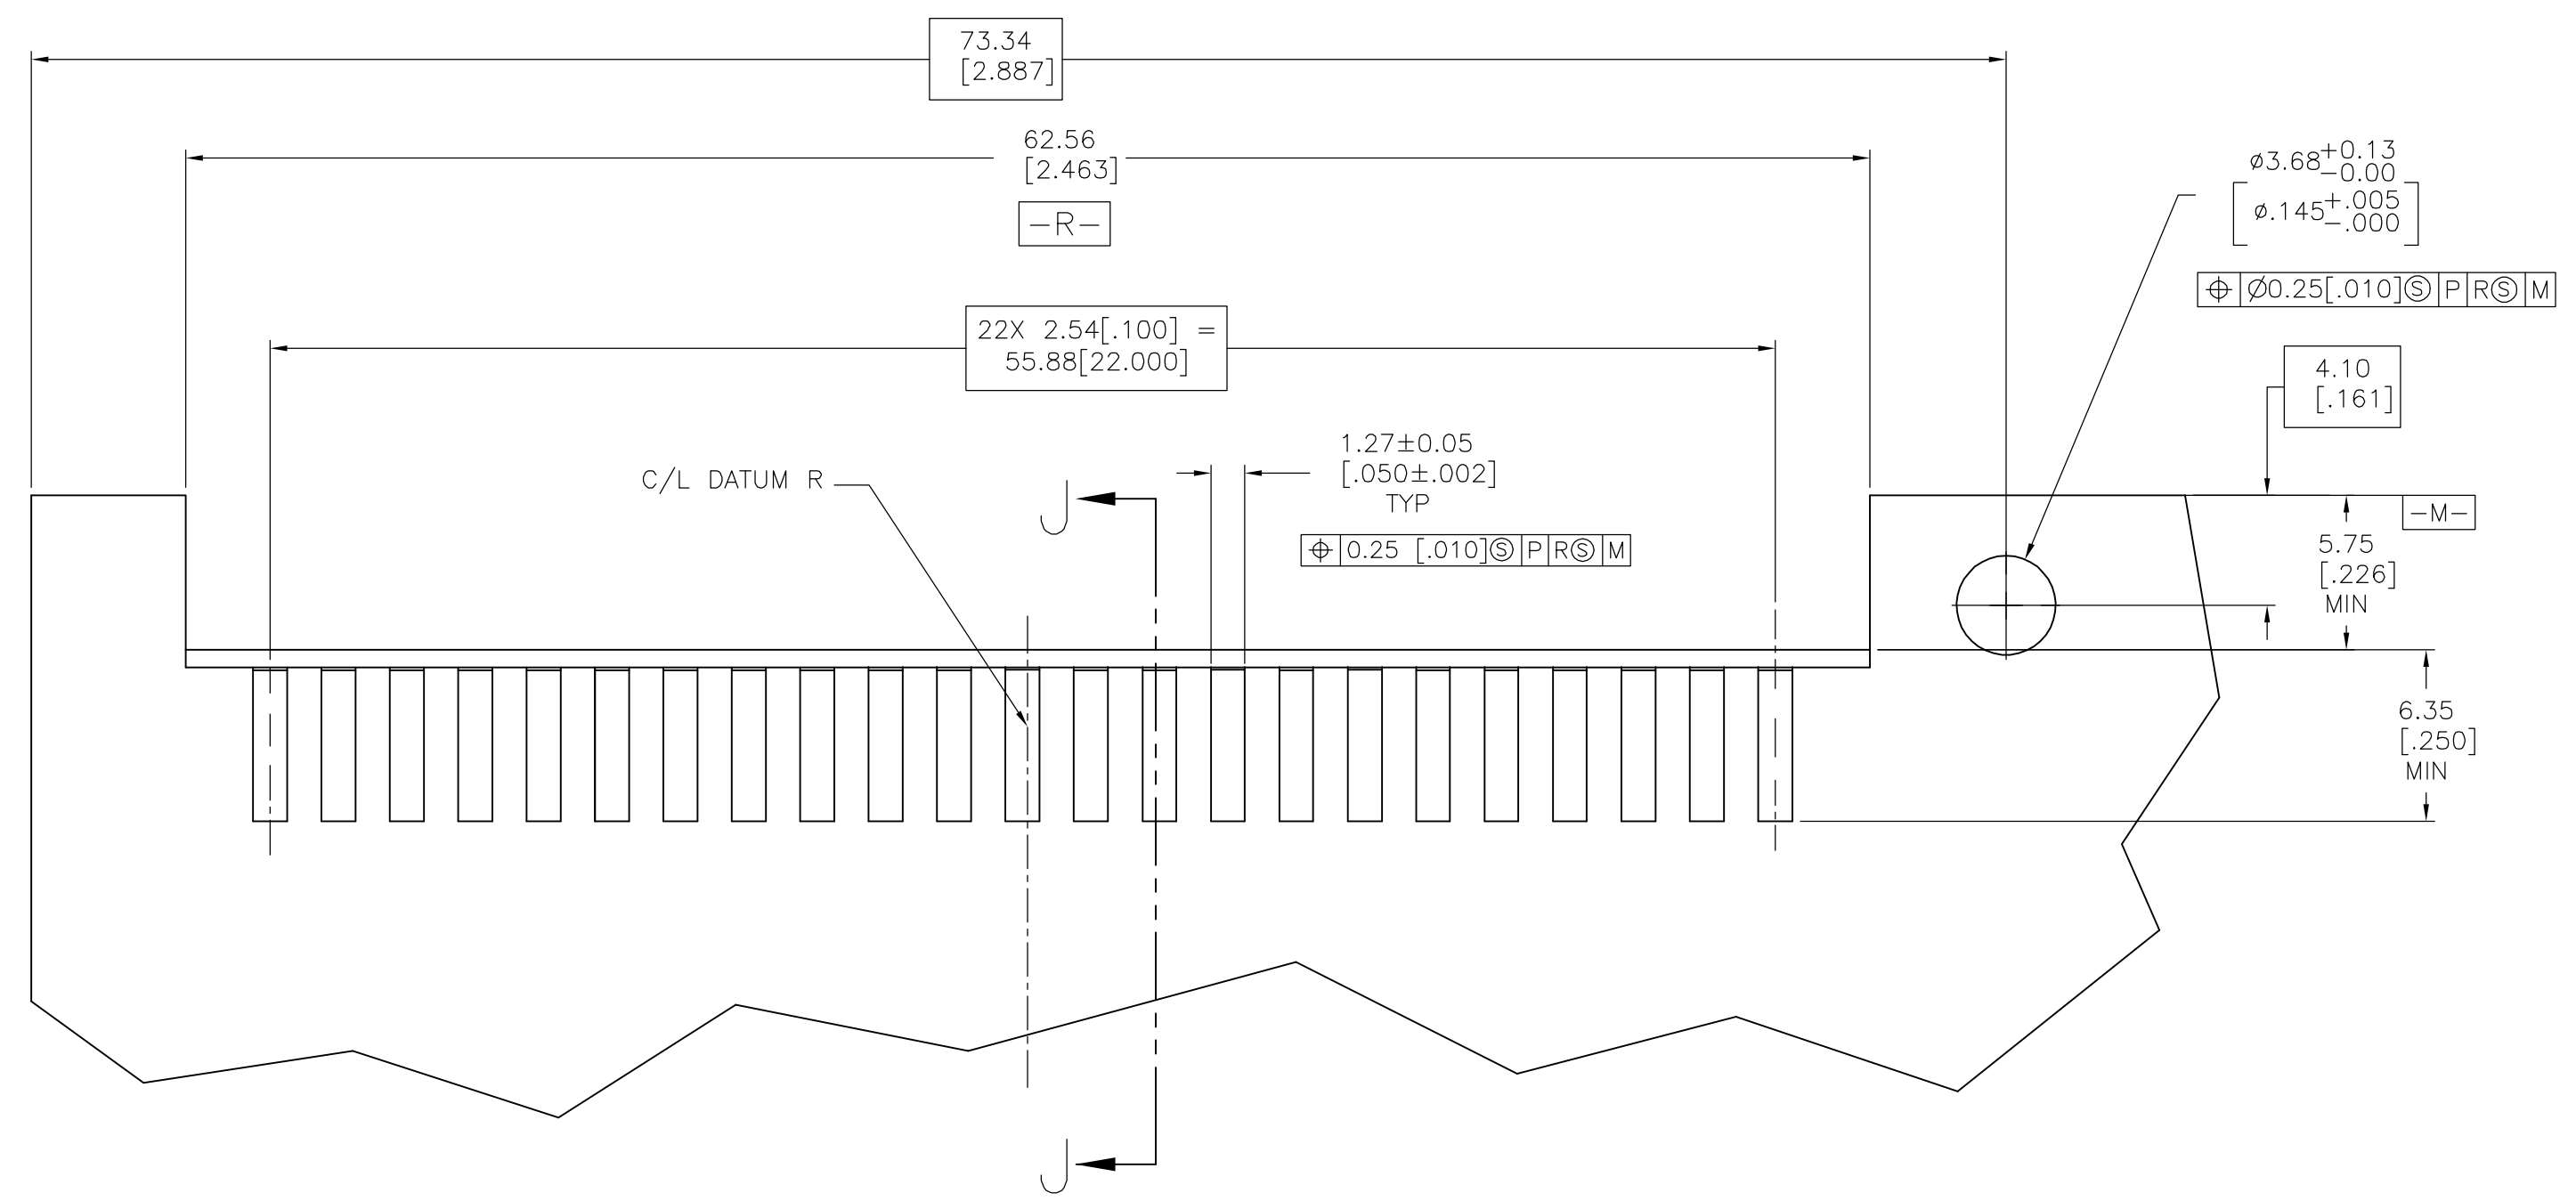 73.34
[2.887]
62.56
[2.463]
-R-
⌀3.68+0.13
-0.00
[⌀.145+.005
-.000]
⌖ ⌀0.25[.010]Ⓢ P RⓈ M
22X 2.54[.100] =
55.88[22.000]
4.10
[.161]
1.27±0.05
[.050±.002]
TYP
⌖ 0.25 [.010]Ⓢ P RⓈ M
C/L DATUM R
J
-M-
5.75
[.226]
MIN
6.35
[.250]
MIN
J